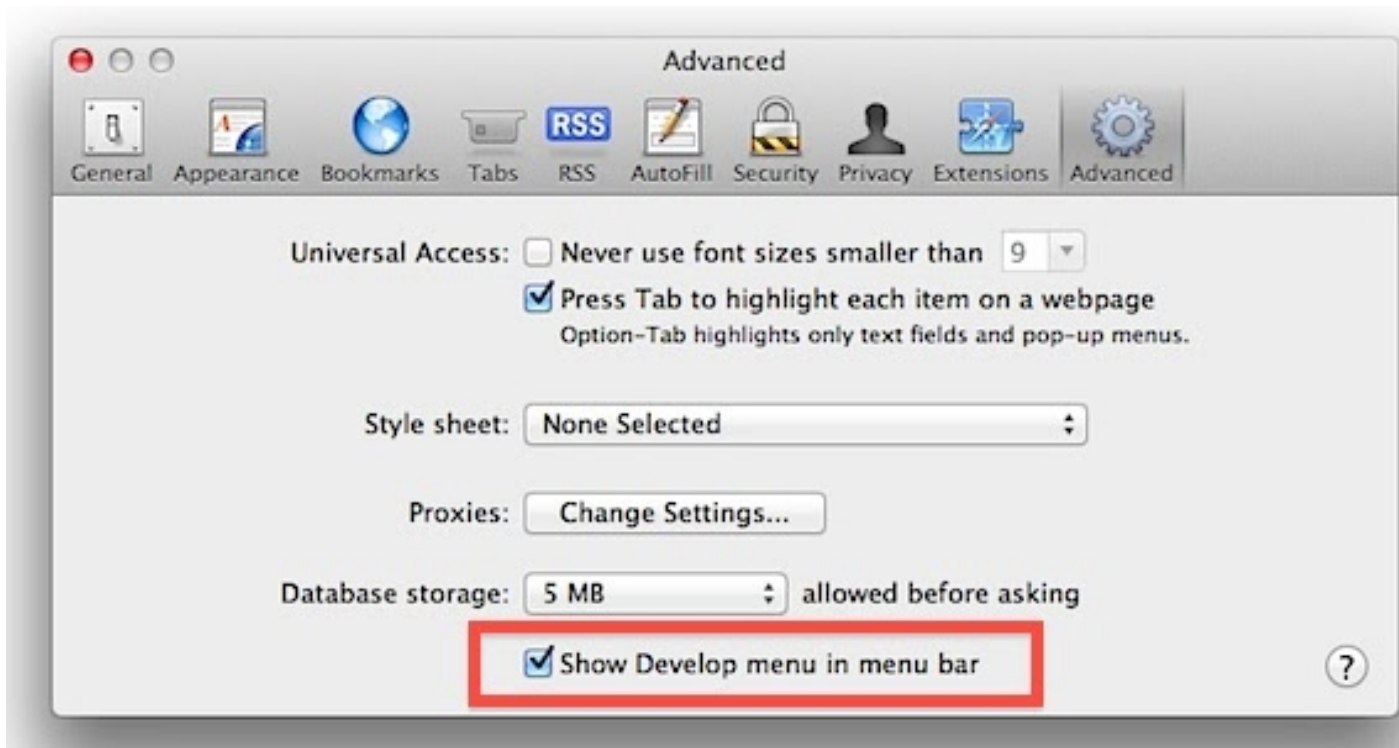 Advanced
RSS
General Appearance Bookmarks Tabs RSS AutoFill Security Privacy Extensions Advanced
Universal Access: Never use font sizes smaller than 9
Press Tab to highlight each item on a webpage
Option-Tab highlights only text fields and pop-up menus.
Style sheet: None Selected
Proxies: Change Settings...
Database storage: 5 MB allowed before asking
Show Develop menu in menu bar
?